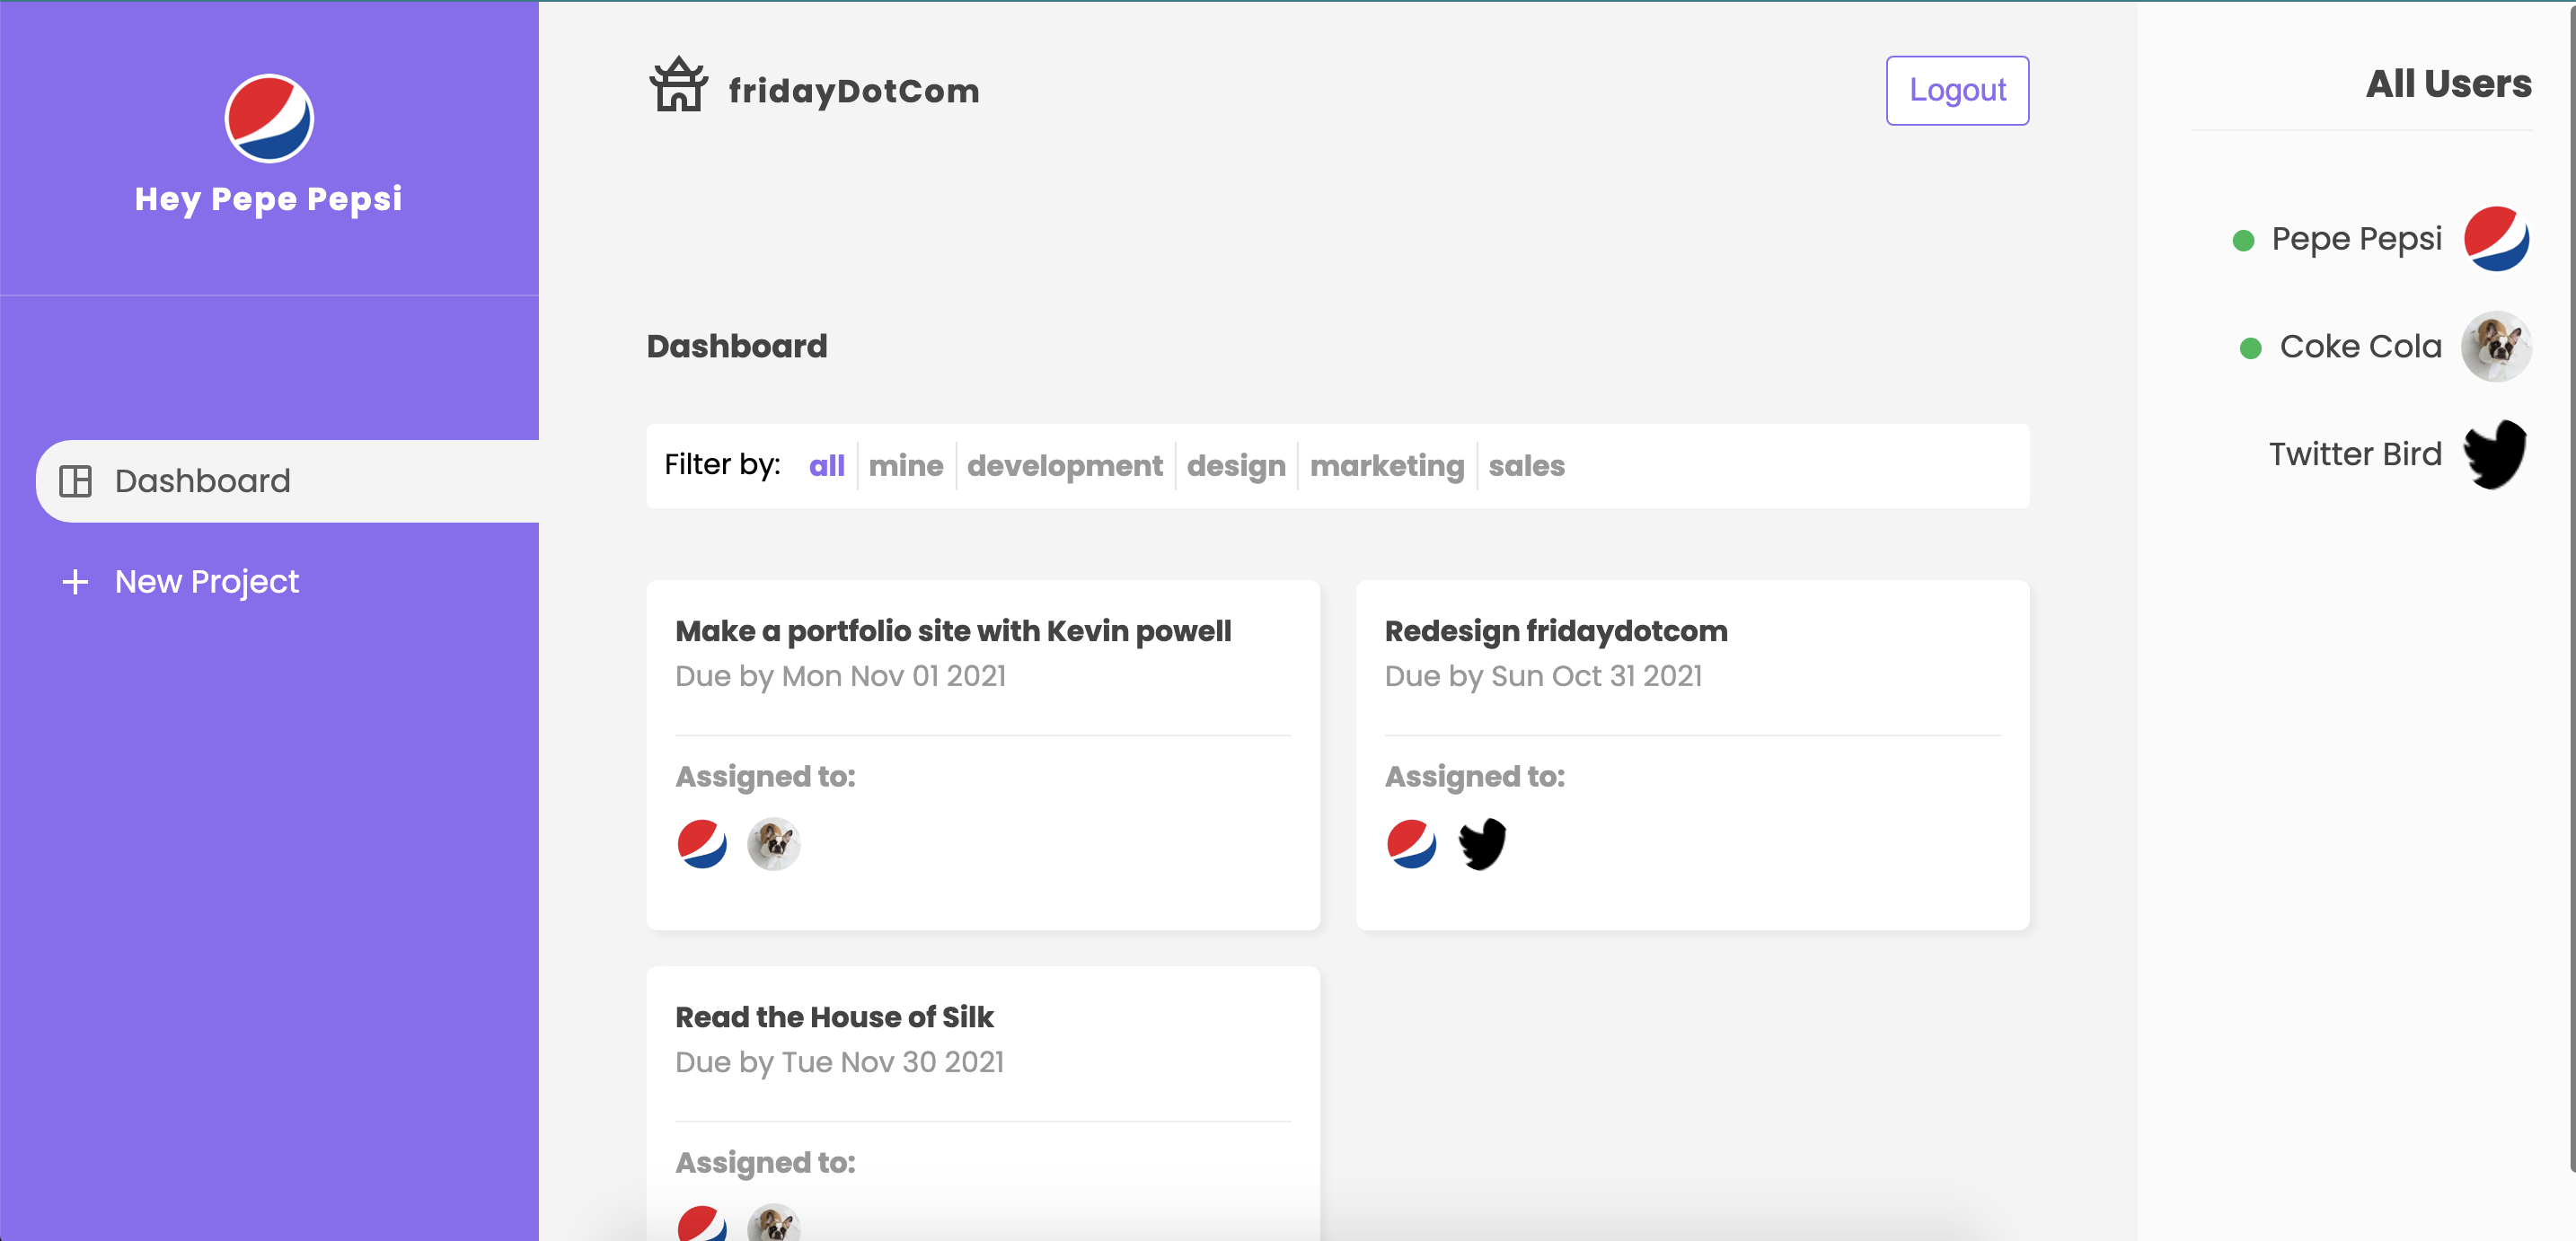 Hey Pepe Pepsi
Dashboard
New Project
fridayDotCom
Logout
Dashboard
Filter by: all mine development design marketing sales
Make a portfolio site with Kevin powell
Due by Mon Nov 01 2021
Assigned to:
Redesign fridaydotcom
Due by Sun Oct 31 2021
Assigned to:
Read the House of Silk
Due by Tue Nov 30 2021
Assigned to:
All Users
Pepe Pepsi
Coke Cola
Twitter Bird